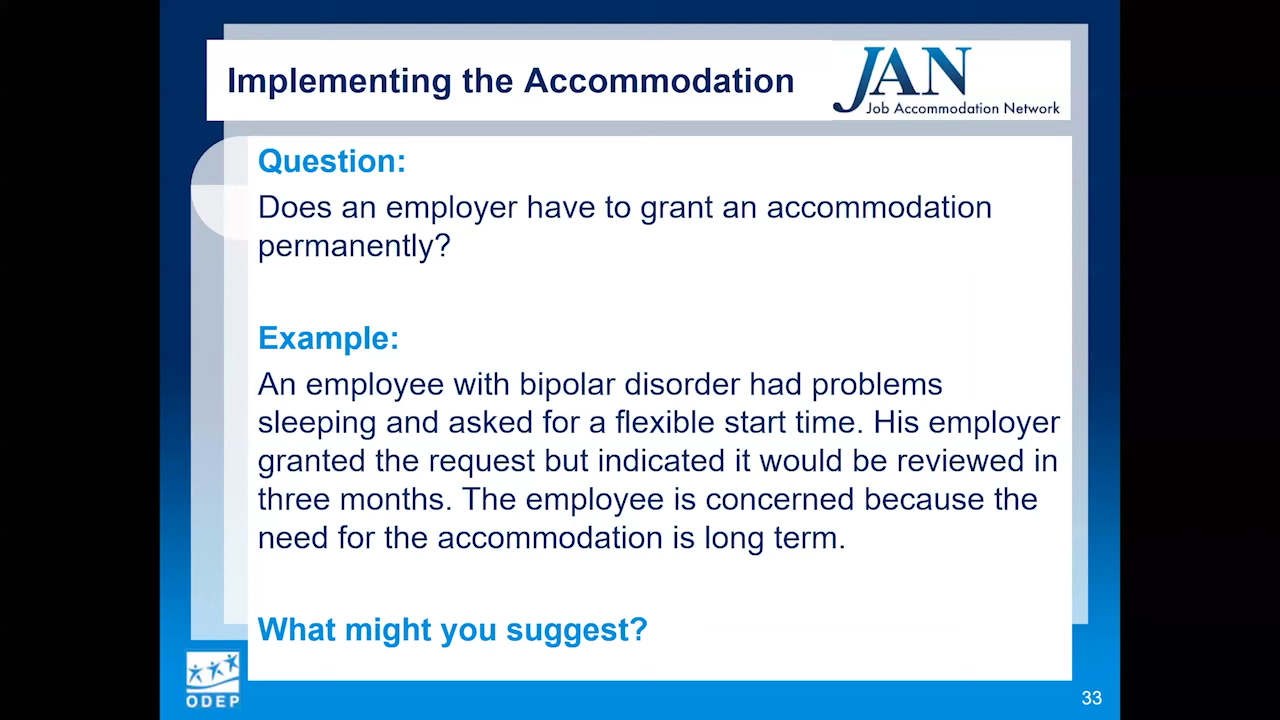 Implementing the Accommodation
JAN
Job Accommodation Network
Question:
Does an employer have to grant an accommodation
permanently?
Example:
An employee with bipolar disorder had problems
sleeping and asked for a flexible start time. His employer
granted the request but indicated it would be reviewed in
three months. The employee is concerned because the
need for the accommodation is long term.
What might you suggest?
ODEP
33